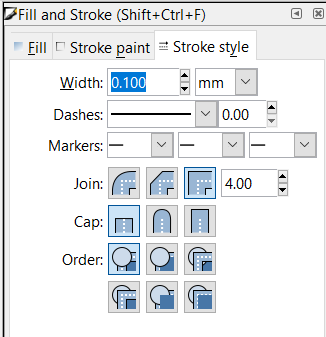 Fill and Stroke (Shift+Ctrl+F)
Fill Stroke paint Stroke style
Width: 0.100 mm
Dashes: 0.00
Markers:
Join: 4.00
Cap:
Order: